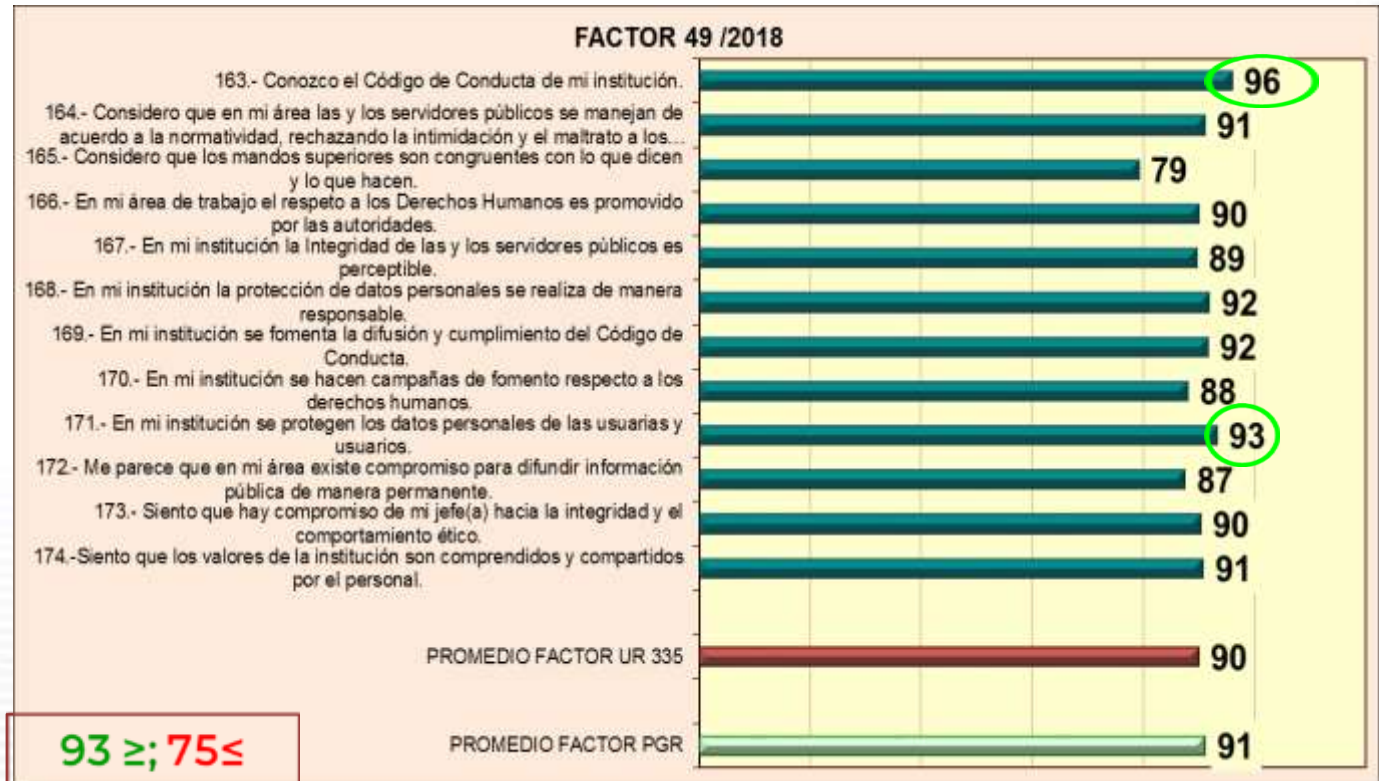 FACTOR 49 /2018
163.- Conozco el Código de Conducta de mi institución.
96
164.- Considero que en mi área las y los servidores públicos se manejan de
acuerdo a la normatividad, rechazando la intimidación y el maltrato a los...
91
165.- Considero que los mandos superiores son congruentes con lo que dicen
y lo que hacen.
79
166.- En mi área de trabajo el respeto a los Derechos Humanos es promovido
por las autoridades.
90
167.- En mi institución la Integridad de las y los servidores públicos es
perceptible.
89
168.- En mi institución la protección de datos personales se realiza de manera
responsable.
92
169.- En mi institución se fomenta la difusión y cumplimiento del Código de
Conducta.
92
170.- En mi institución se hacen campañas de fomento respecto a los
derechos humanos.
88
171.- En mi institución se protegen los datos personales de las usuarias y
usuarios.
93
172.- Me parece que en mi área existe compromiso para difundir información
pública de manera permanente.
87
173.- Siento que hay compromiso de mi jefe(a) hacia la integridad y el
comportamiento ético.
90
174.-Siento que los valores de la institución son comprendidos y compartidos
por el personal.
91
PROMEDIO FACTOR UR 335
90
PROMEDIO FACTOR PGR
91
93 ≥; 75≤